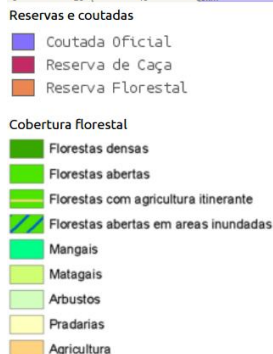 Reservas e coutadas
Coutada Oficial
Reserva de Caça
Reserva Florestal
Cobertura florestal
Florestas densas
Florestas abertas
Florestas com agricultura itinerante
Florestas abertas em areas inundadas
Mangais
Matagais
Arbustos
Pradarias
Agricultura